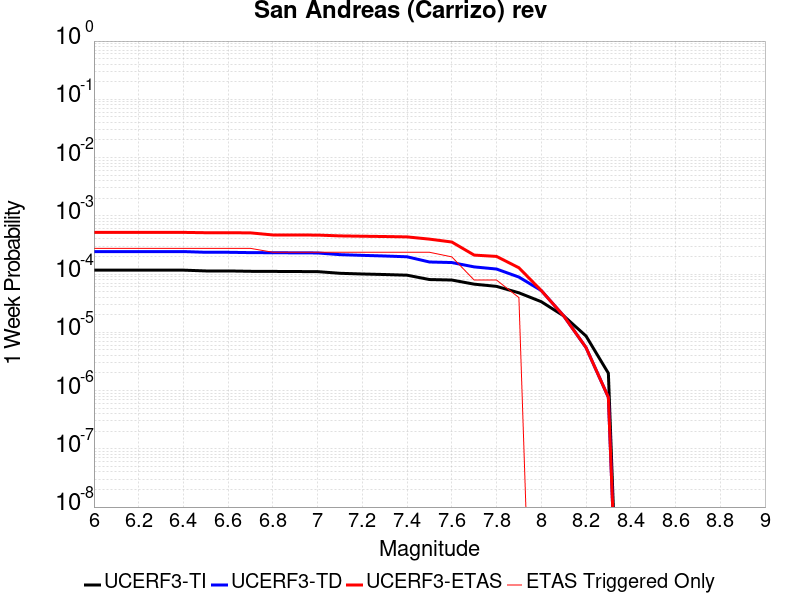 San Andreas (Carrizo) rev
10 0
10 -1
10 -2
10 -3
10 -4
10 -5
10 -6
10 -7
10 -8
1 Week Probability
6 6.2 6.4 6.6 6.8 7 7.2 7.4 7.6 7.8 8 8.2 8.4 8.6 8.8 9
Magnitude
UCERF3-TI UCERF3-TD UCERF3-ETAS ETAS Triggered Only